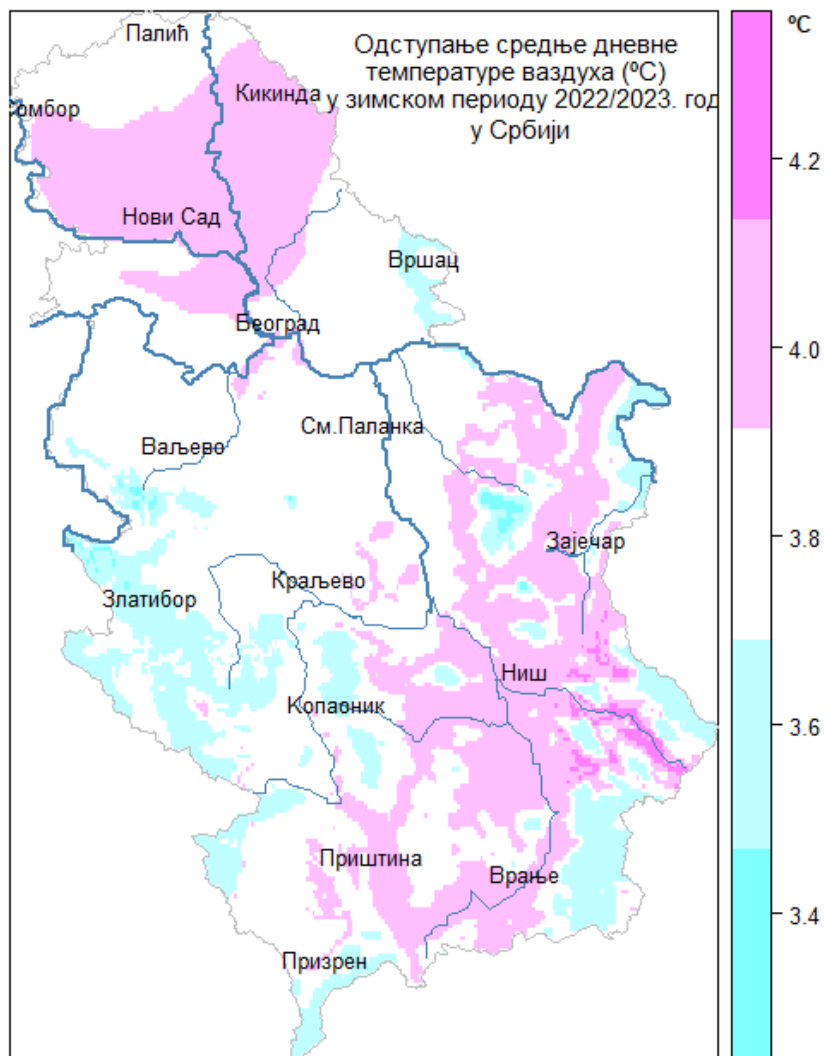 Одступање средње дневне
температуре ваздуха (ºC)
у зимском периоду 2022/2023. год
у Србији
ºC
Палић
Кикинда
Сомбор
Нови Сад
Вршац
Београд
См.Паланка
Ваљево
Зајечар
Краљево
Златибор
Ниш
Копаоник
Приштина
Врање
Призрен
4.2
4.0
3.8
3.6
3.4